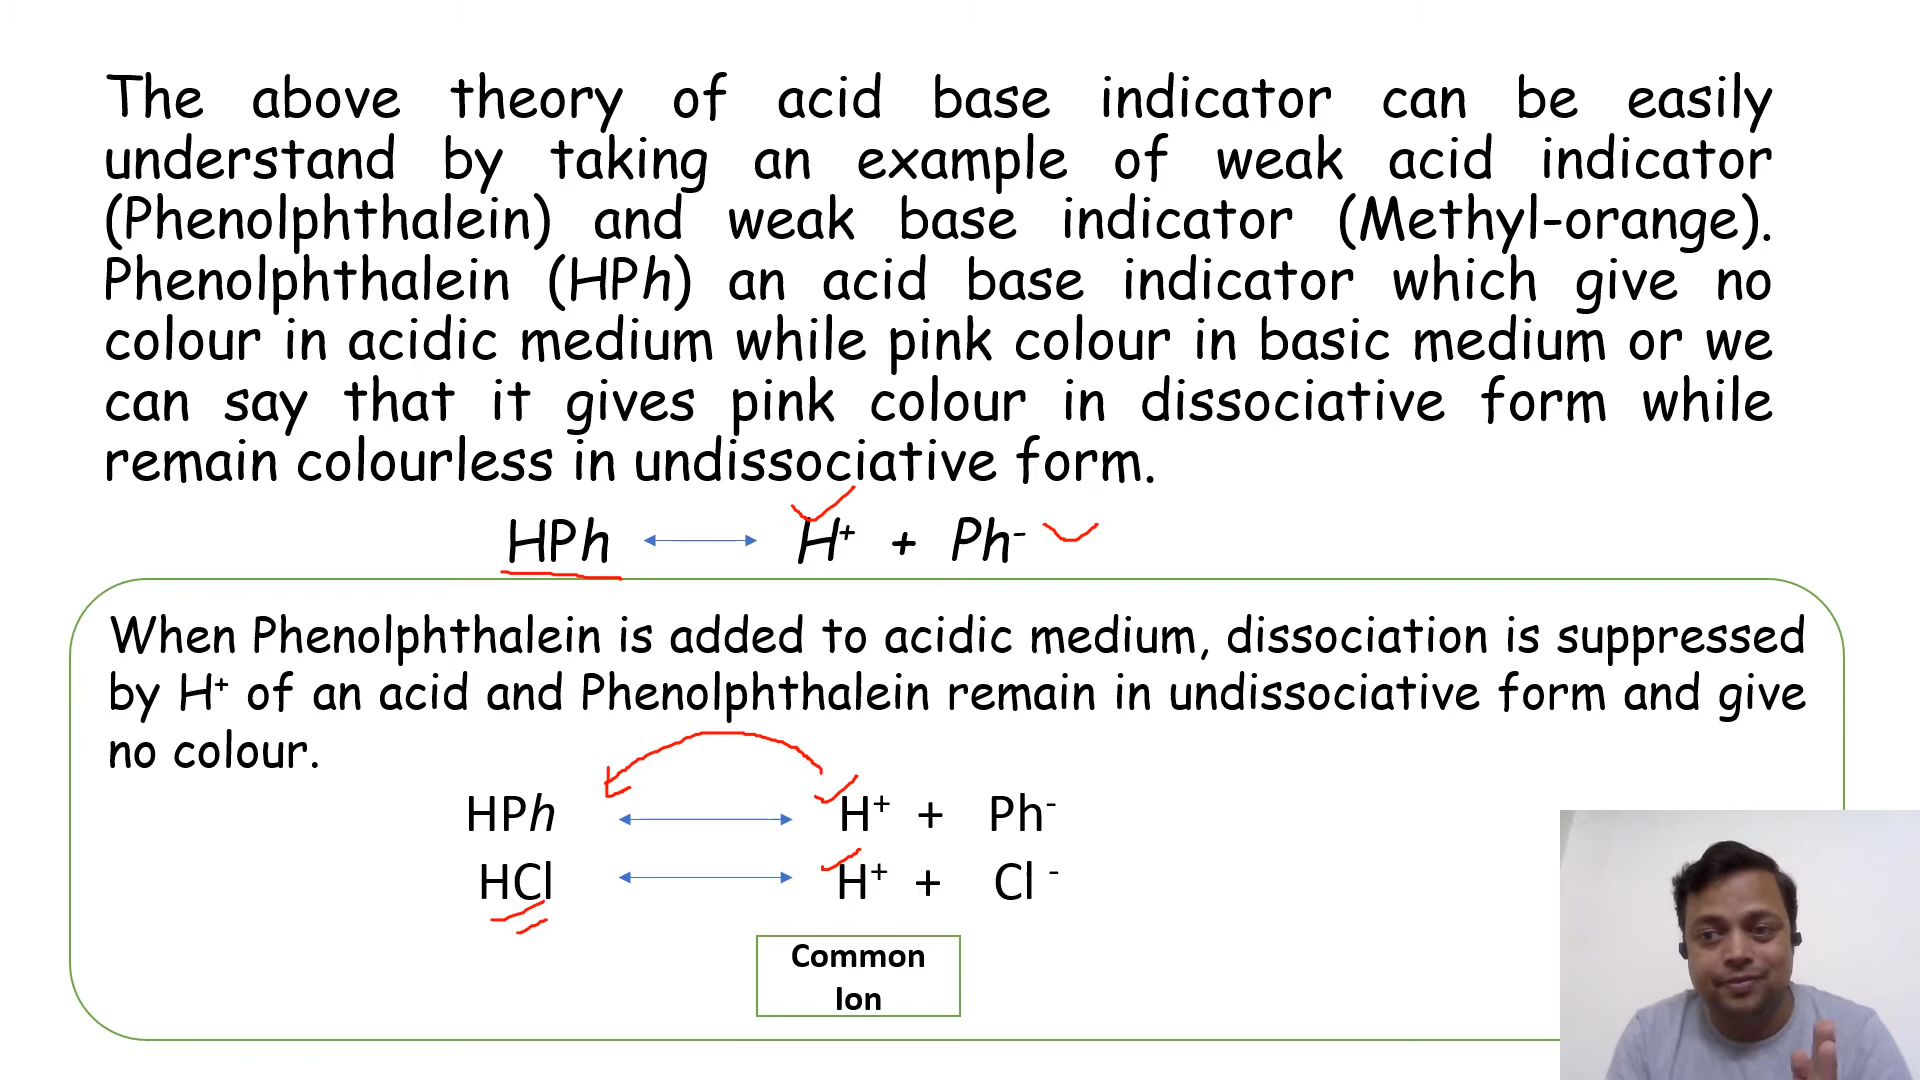 The above theory of acid base indicator can be easily
understand by taking an example of weak acid indicator
(Phenolphthalein) and weak base indicator (Methyl-orange).
Phenolphthalein (HPh) an acid base indicator which give no
colour in acidic medium while pink colour in basic medium or we
can say that it gives pink colour in dissociative form while
remain colourless in undissociative form.
HPh ⟷ H⁺ + Ph⁻
When Phenolphthalein is added to acidic medium, dissociation is suppressed
by H⁺ of an acid and Phenolphthalein remain in undissociative form and give
no colour.
HPh ⟷ H⁺ + Ph⁻
HCl ⟷ H⁺ + Cl ⁻
Common
Ion